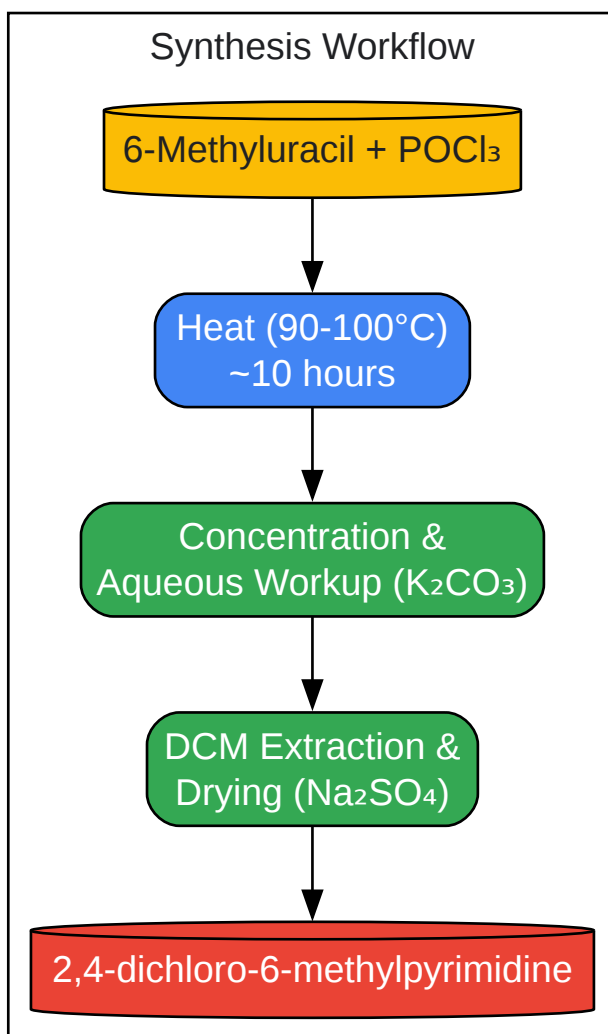 Synthesis Workflow
6-Methyluracil + POCl₃
Heat (90-100°C)
~10 hours
Concentration &
Aqueous Workup (K₂CO₃)
DCM Extraction &
Drying (Na₂SO₄)
2,4-dichloro-6-methylpyrimidine